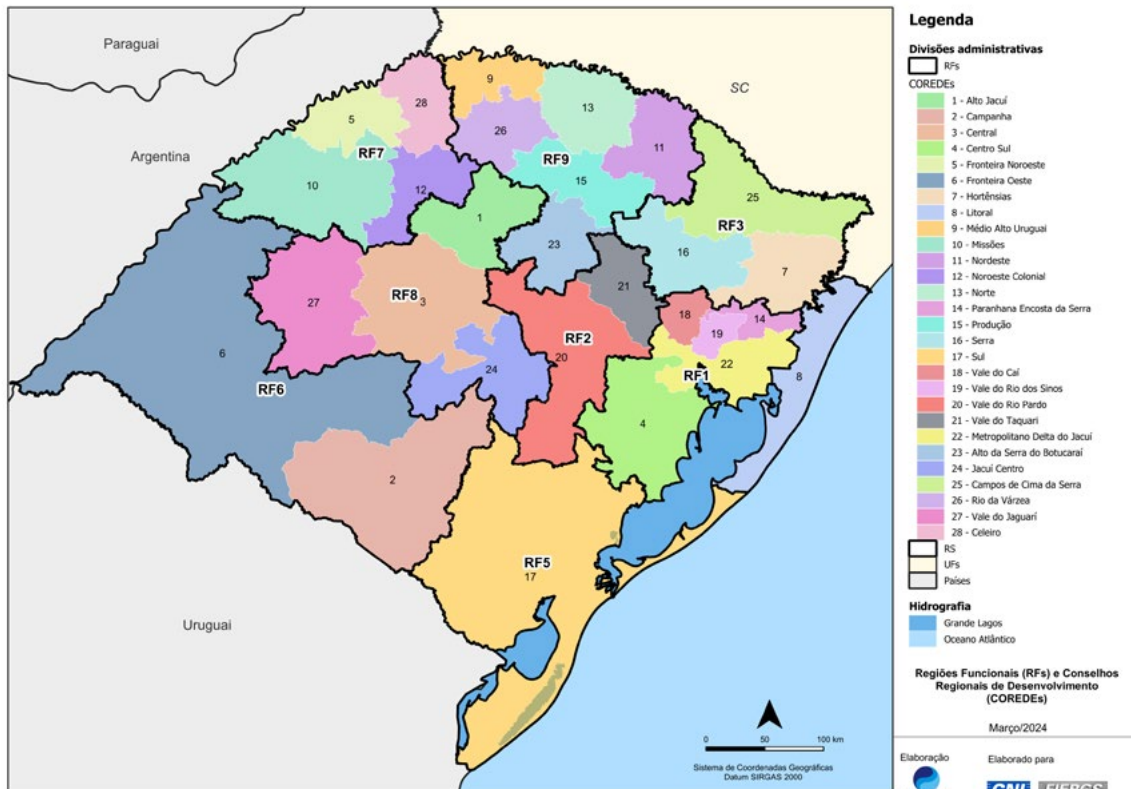 Paraguai
Argentina
SC
Uruguai
9
28
13
5
26
RF7
RF9
11
10
12
15
25
1
RF3
23
16
7
21
27
RF8
3
18
14
RF2
19
6
20
24
RF1
22
8
RF6
4
2
RF5
17
0 50 100 km
Sistema de Coordenadas Geográficas
Datum SIRGAS 2000
Legenda
Divisões administrativas
RFs
COREDEs
1 - Alto Jacuí
2 - Campanha
3 - Central
4 - Centro Sul
5 - Fronteira Noroeste
6 - Fronteira Oeste
7 - Hortênsias
8 - Litoral
9 - Médio Alto Uruguai
10 - Missões
11 - Nordeste
12 - Noroeste Colonial
13 - Norte
14 - Paranhana Encosta da Serra
15 - Produção
16 - Serra
17 - Sul
18 - Vale do Caí
19 - Vale do Rio dos Sinos
20 - Vale do Rio Pardo
21 - Vale do Taquari
22 - Metropolitano Delta do Jacuí
23 - Alto da Serra do Botucaraí
24 - Jacuí Centro
25 - Campos de Cima da Serra
26 - Rio da Várzea
27 - Vale do Jaguarí
28 - Celeiro
RS
UFs
Países
Hidrografia
Grande Lagos
Oceano Atlântico
Regiões Funcionais (RFs) e Conselhos
Regionais de Desenvolvimento
(COREDEs)
Março/2024
Elaboração
Elaborado para
CNI FIERGS